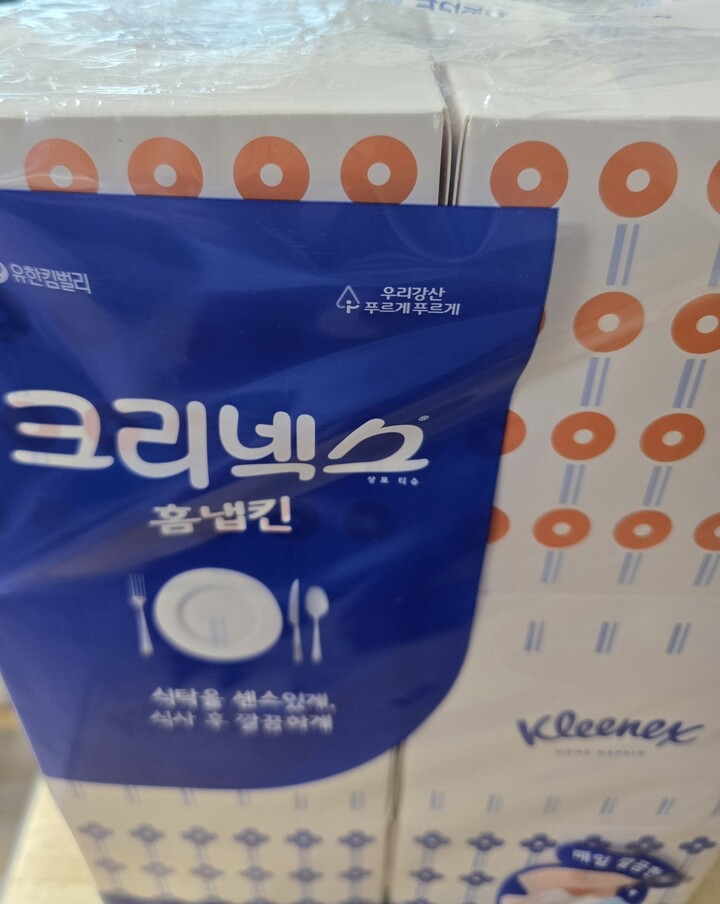 유한킴벌리
우리강산
푸르게 푸르게
크리넥스®
상표 티슈
홈냅킨
식탁을 센스있게,
식사 후 깔끔하게
Kleenex
HOME NAPKIN
매일 깔끔한